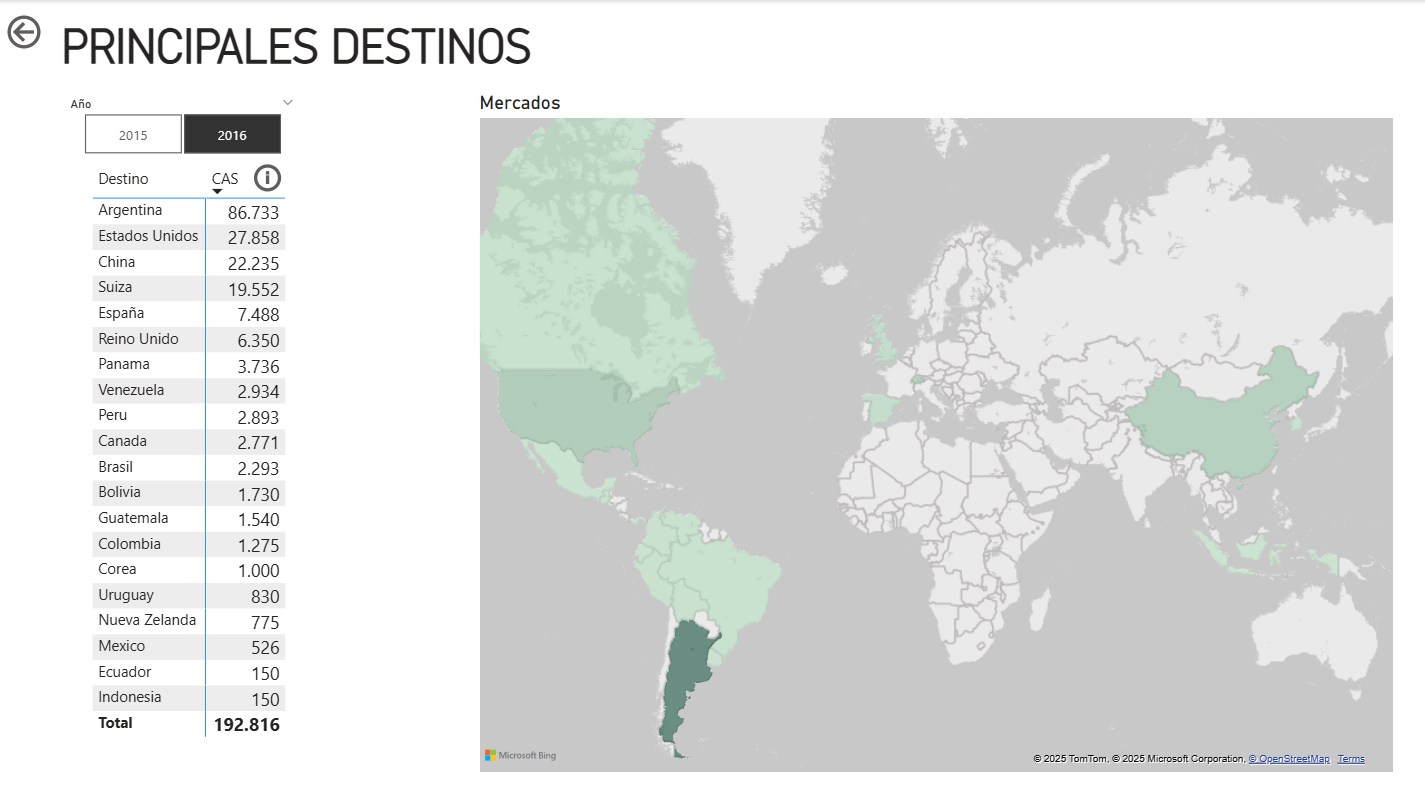 PRINCIPALES DESTINOS
Año
2015 2016
Destino CAS
Argentina 86.733
Estados Unidos 27.858
China 22.235
Suiza 19.552
España 7.488
Reino Unido 6.350
Panama 3.736
Venezuela 2.934
Peru 2.893
Canada 2.771
Brasil 2.293
Bolivia 1.730
Guatemala 1.540
Colombia 1.275
Corea 1.000
Uruguay 830
Nueva Zelanda 775
Mexico 526
Ecuador 150
Indonesia 150
Total 192.816
Mercados
Microsoft Bing
© 2025 TomTom, © 2025 Microsoft Corporation, © OpenStreetMap Terms